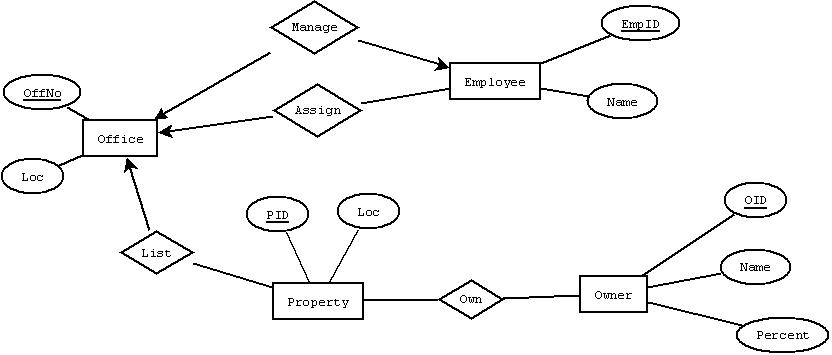 Manage
EmpID
Employee
OffNo
Assign
Name
Office
Loc
PID
Loc
OID
List
Name
Property
Own
Owner
Percent